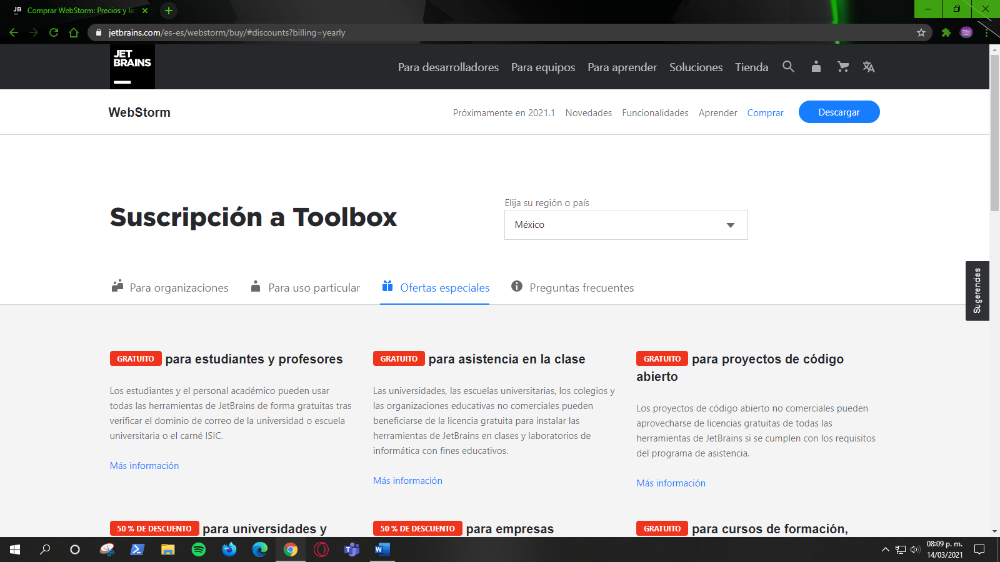 JB Comprar WebStorm: Precios y lic
jetbrains.com/es-es/webstorm/buy/#discounts?billing=yearly
JET
BRAINS
Para desarrolladores Para equipos Para aprender Soluciones Tienda
WebStorm
Próximamente en 2021.1 Novedades Funcionalidades Aprender Comprar Descargar
Elija su región o país
Suscripción a Toolbox
México
Para organizaciones Para uso particular Ofertas especiales Preguntas frecuentes
Sugerendas
GRATUITO para estudiantes y profesores
Los estudiantes y el personal académico pueden usar
todas las herramientas de JetBrains de forma gratuitas tras
verificar el dominio de correo de la universidad o escuela
universitaria o el carné ISIC.
Más información
GRATUITO para asistencia en la clase
Las universidades, las escuelas universitarias, los colegios y
las organizaciones educativas no comerciales pueden
beneficiarse de la licencia gratuita para instalar las
herramientas de JetBrains en clases y laboratorios de
informática con fines educativos.
Más información
GRATUITO para proyectos de código
abierto
Los proyectos de código abierto no comerciales pueden
aprovecharse de licencias gratuitas de todas las
herramientas de JetBrains si se cumplen con los requisitos
del programa de asistencia.
Más información
50 % DE DESCUENTO para universidades y
50 % DE DESCUENTO para empresas
GRATUITO para cursos de formación,
08:09 p. m.
14/03/2021